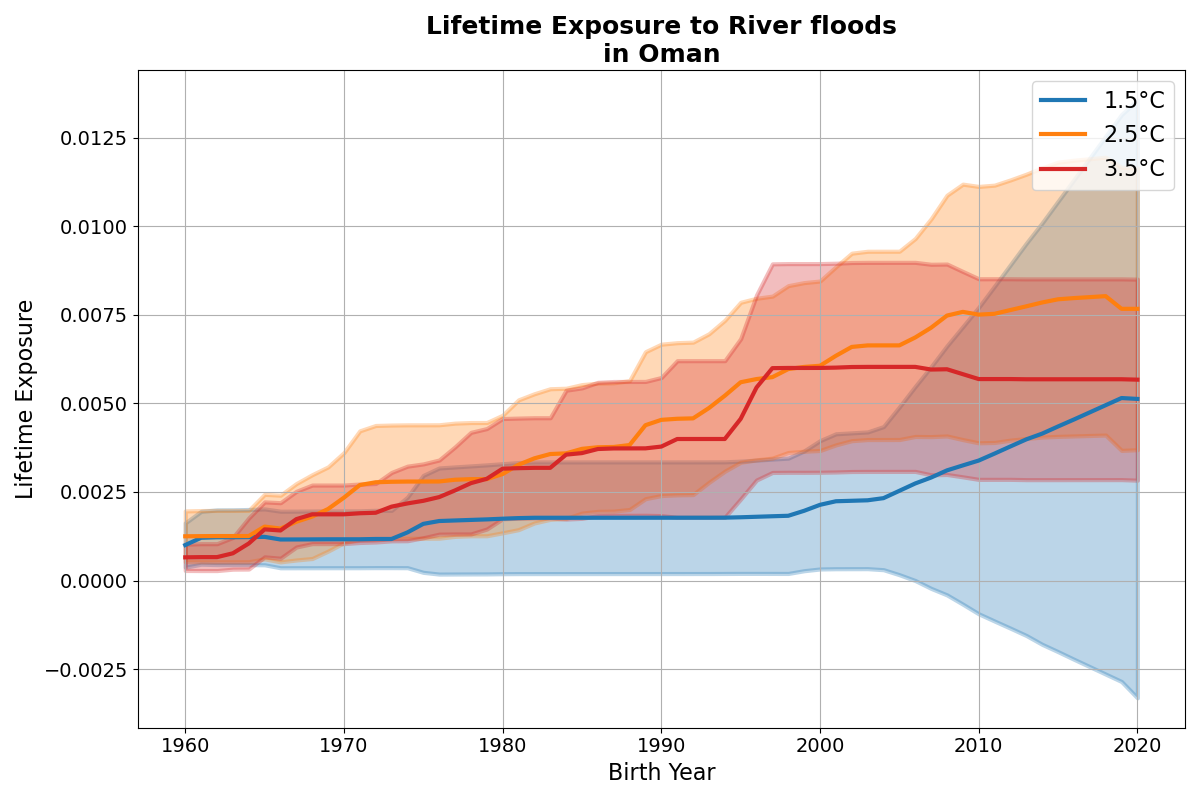 Lifetime Exposure to River floods
in Oman
1.5°C
2.5°C
3.5°C
Lifetime Exposure
0.0125
0.0100
0.0075
0.0050
0.0025
0.0000
−0.0025
1960 1970 1980 1990 2000 2010 2020
Birth Year